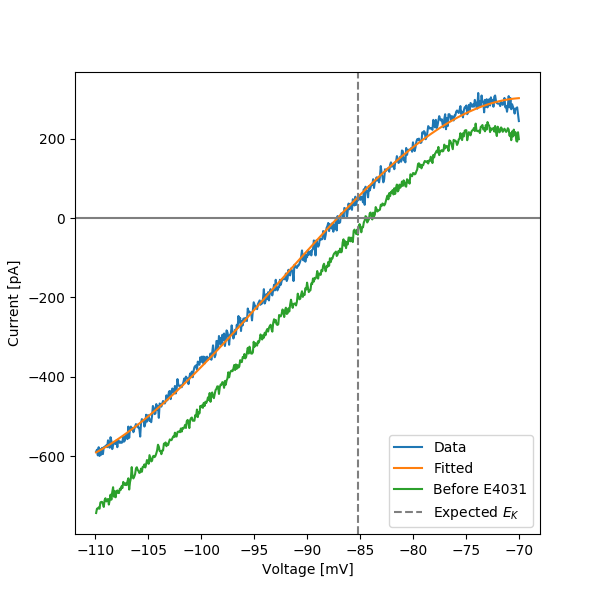 200
0
−200
−400
−600
Current [pA]
−110
−105
−100
−95
−90
−85
−80
−75
−70
Voltage [mV]
Data
Fitted
Before E4031
Expected E_K